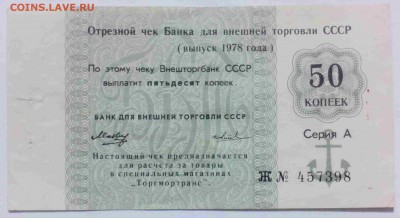 COINS.LAVE.RU
Отрезной чек Банка для внешней торговли СССР
(выпуск 1978 года)
По этому чеку Внешторгбанк СССР
выплатит пятьдесят копеек.
50
КОПЕЕК
БАНК ДЛЯ ВНЕШНЕЙ ТОРГОВЛИ СССР
Серия А
Настоящий чек предназначается
для расчета за товары
в специальных магазинах
„Торгмортранс".
Ж № 457398